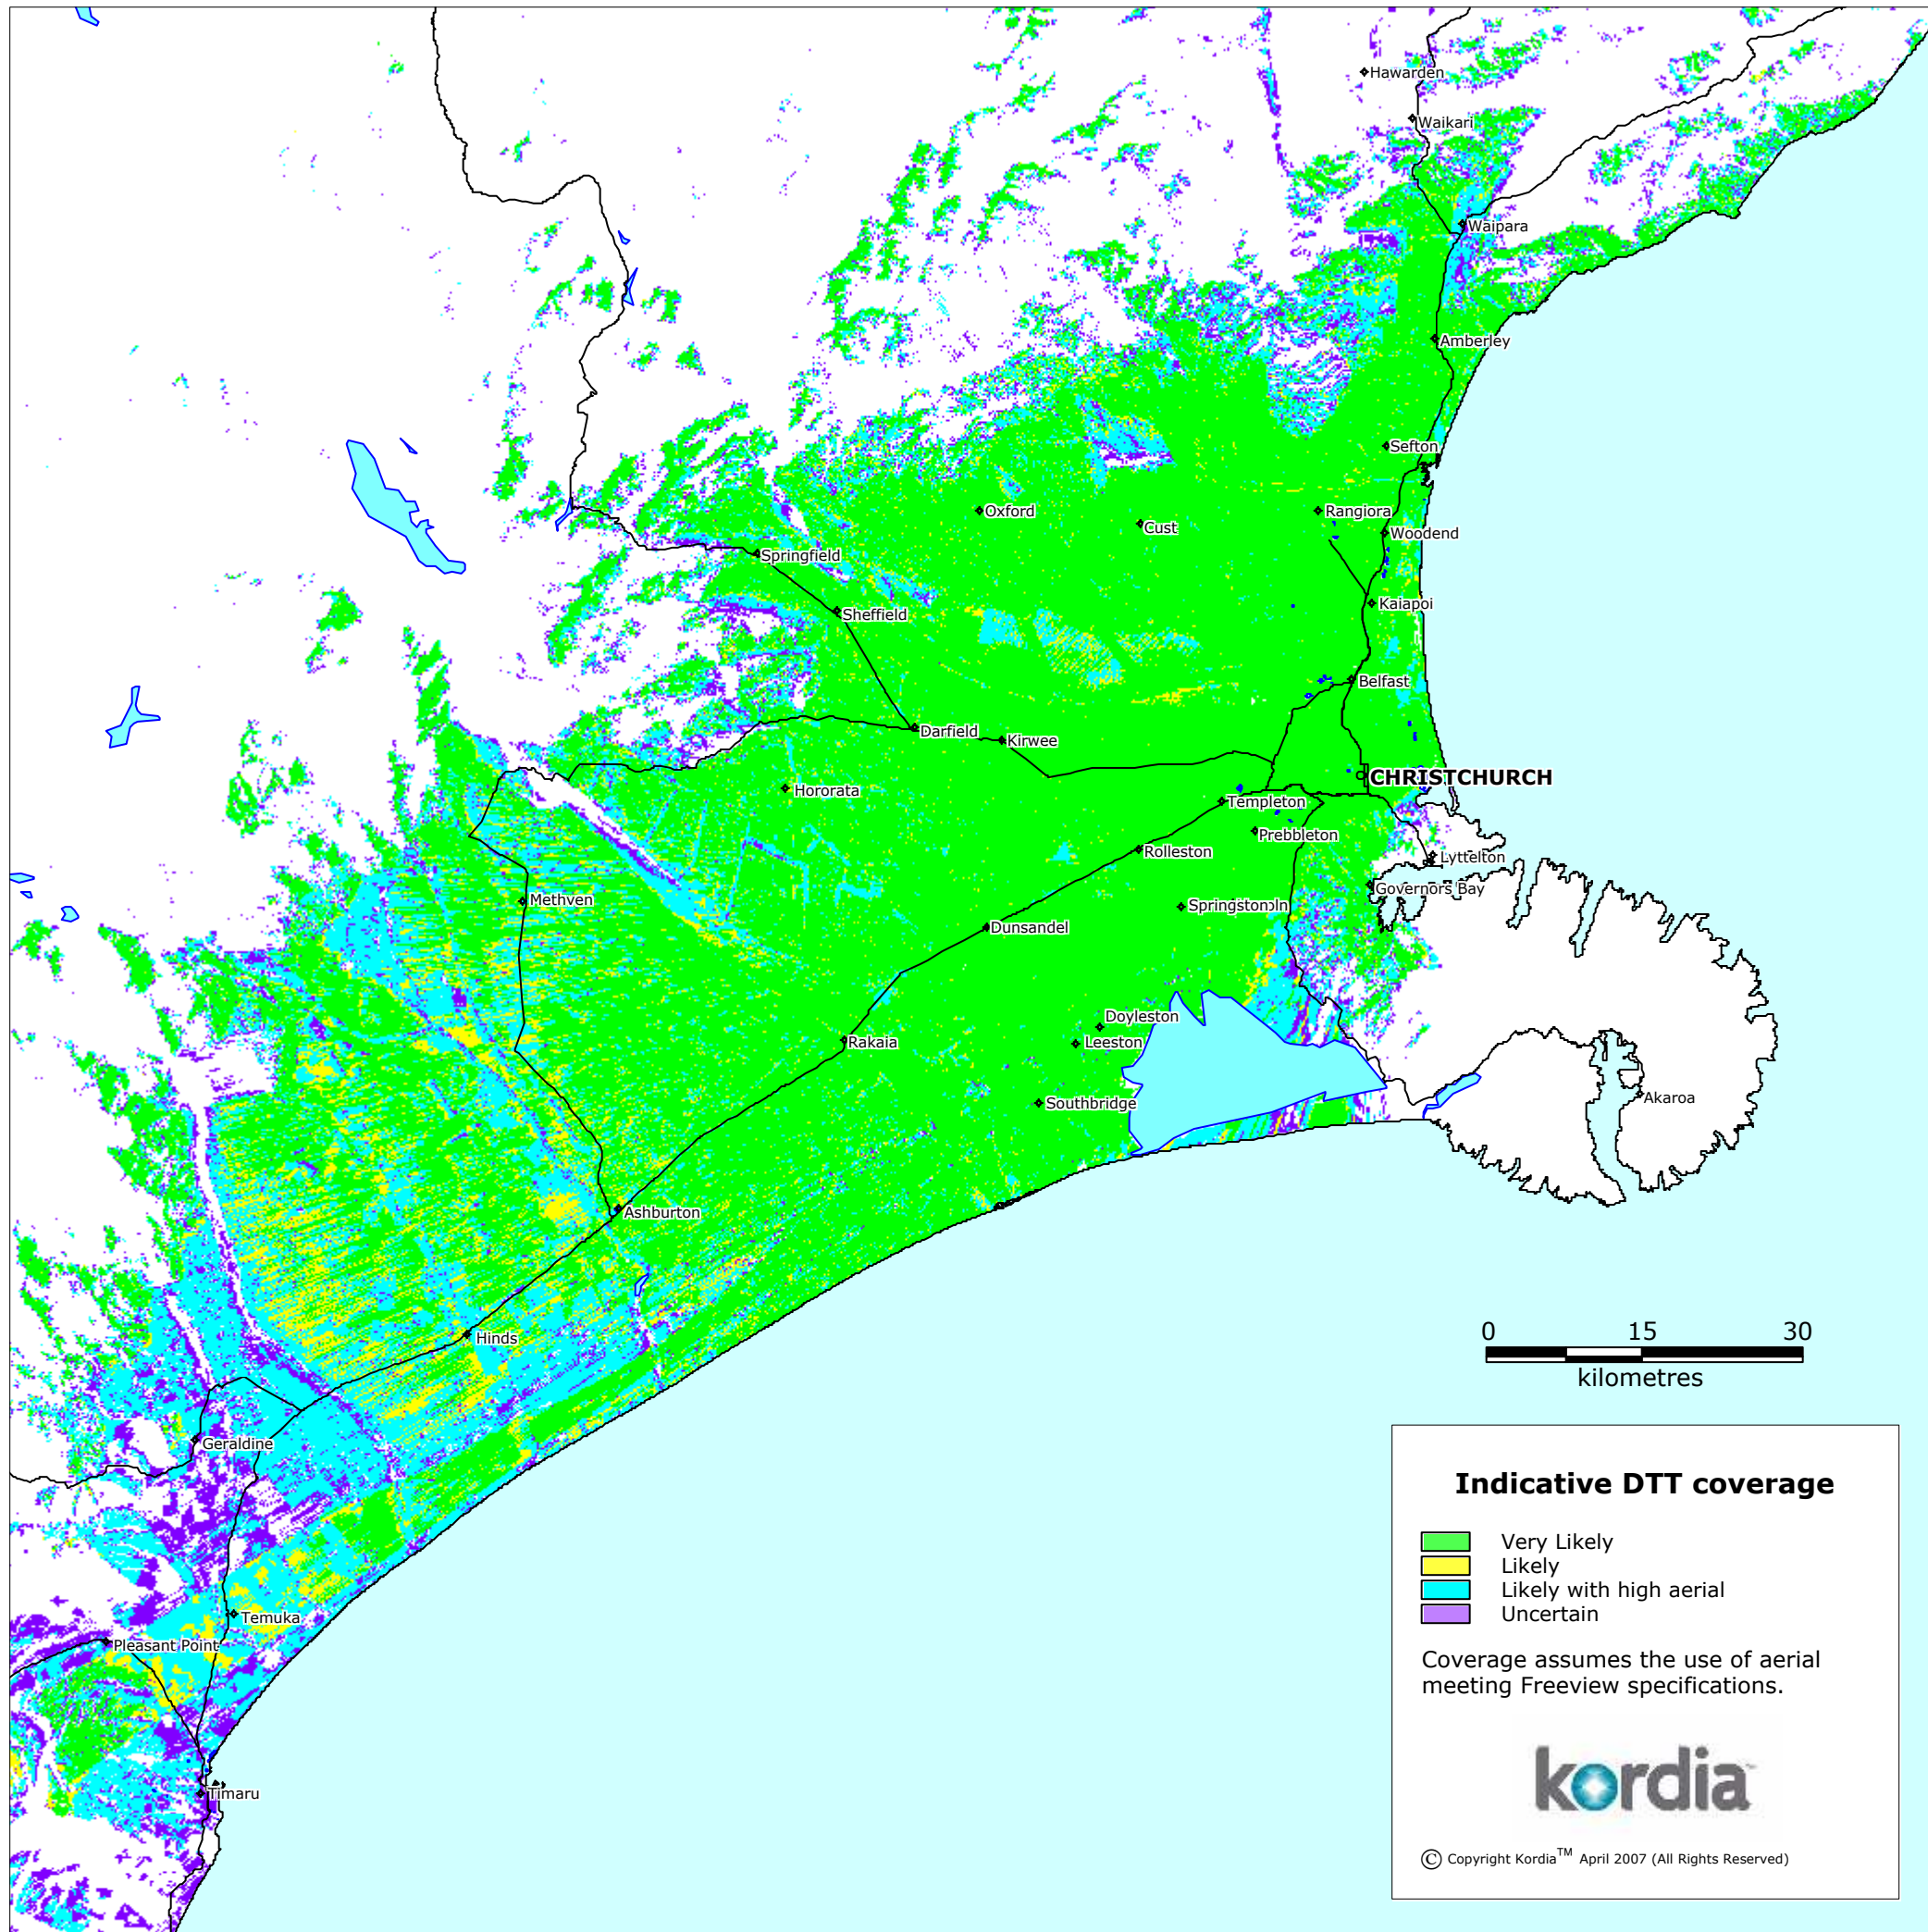 Hawarden
Waikari
Waipara
Amberley
Sefton
Oxford
Cust
Rangiora
Woodend
Springfield
Kaiapoi
Sheffield
Belfast
Darfield
Kirwee
CHRISTCHURCH
Hororata
Templeton
Prebbleton
Rolleston
Lyttelton
Governors Bay
Methven
Springston
Dunsandel
Doyleston
Rakaia
Leeston
Akaroa
Southbridge
Ashburton
Hinds
0 15 30
kilometres
Geraldine
Temuka
Pleasant Point
Timaru
Indicative DTT coverage
Very Likely
Likely
Likely with high aerial
Uncertain
Coverage assumes the use of aerial
meeting Freeview specifications.
kordia™
© Copyright Kordia™ April 2007 (All Rights Reserved)